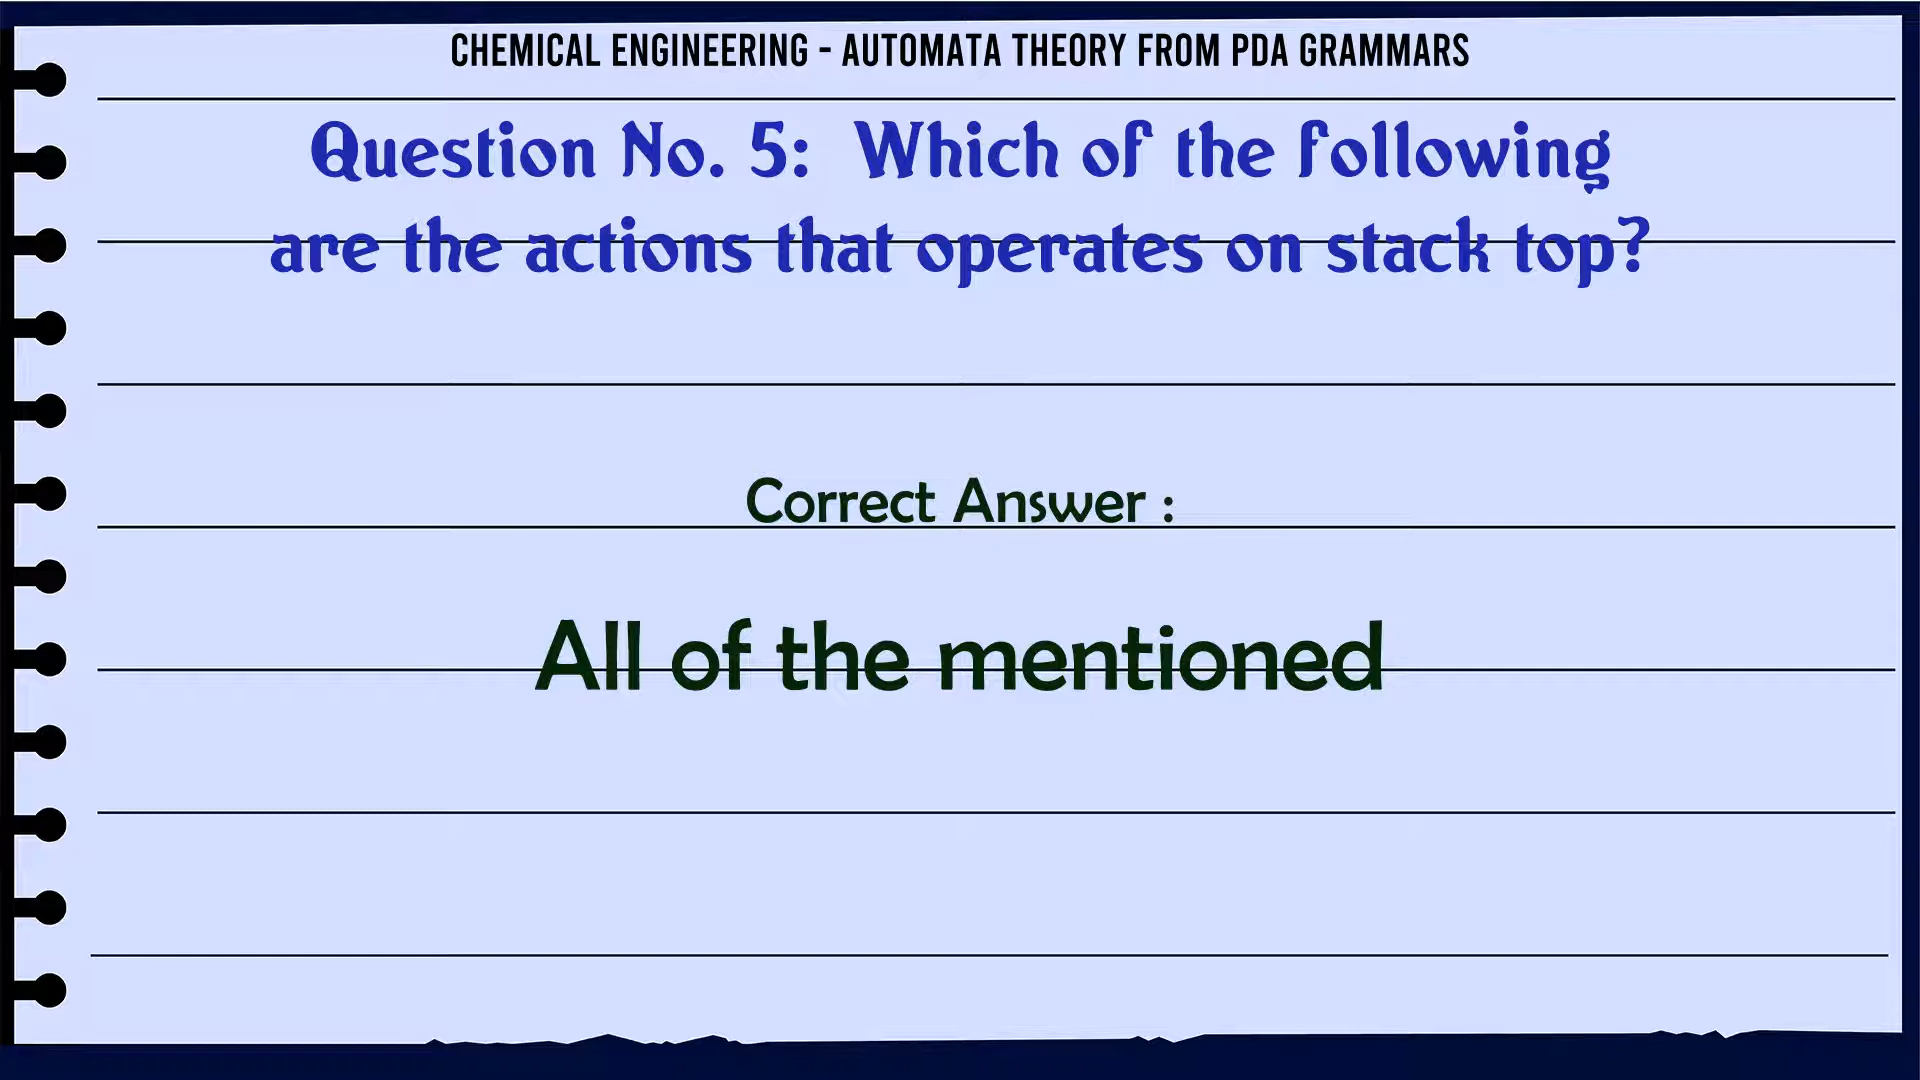 CHEMICAL ENGINEERING - AUTOMATA THEORY FROM PDA GRAMMARS
Question No. 5: Which of the following
are the actions that operates on stack top?
Correct Answer :
All of the mentioned